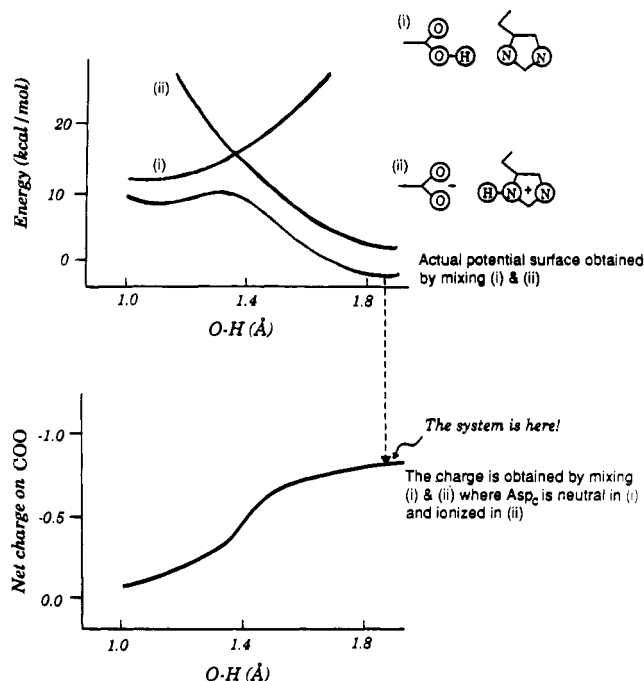 (i)
O
O
H
N
N
(ii)
O
O
-
H
N
+
N
Energy (kcal / mol)
20
10
0
(ii)
(i)
1.0
1.4
1.8
O-H (Å)
Actual potential surface obtained
by mixing (i) & (ii)
Net charge on COO
-1.0
-0.5
0.0
The system is here!
The charge is obtained by mixing
(i) & (ii) where Aspc is neutral in (i)
and ionized in (ii)
1.0
1.4
1.8
O-H (Å)